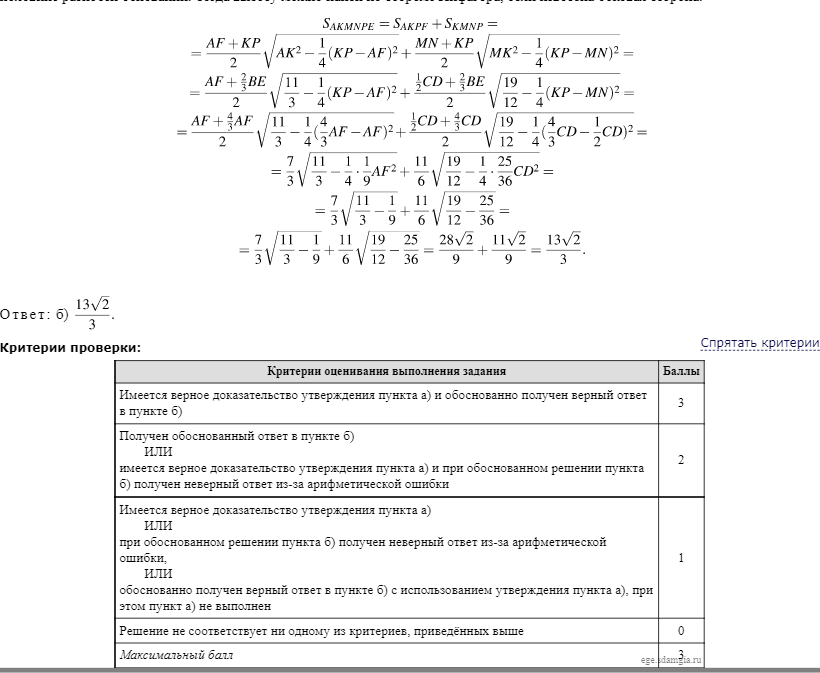 S_{AKMNPE} = S_{AKPF} + S_{KMNP} =
= \frac{AF + KP}{2} \sqrt{AK^2 - \frac{1}{4}(KP - AF)^2} + \frac{MN + KP}{2} \sqrt{MK^2 - \frac{1}{4}(KP - MN)^2} =
= \frac{AF + \frac{2}{3}BE}{2} \sqrt{\frac{11}{3} - \frac{1}{4}(KP - AF)^2} + \frac{\frac{1}{2}CD + \frac{2}{3}BE}{2} \sqrt{\frac{19}{12} - \frac{1}{4}(KP - MN)^2} =
= \frac{AF + \frac{4}{3}AF}{2} \sqrt{\frac{11}{3} - \frac{1}{4}(\frac{4}{3}AF - AF)^2} + \frac{\frac{1}{2}CD + \frac{4}{3}CD}{2} \sqrt{\frac{19}{12} - \frac{1}{4}(\frac{4}{3}CD - \frac{1}{2}CD)^2} =
= \frac{7}{3} \sqrt{\frac{11}{3} - \frac{1}{4} \cdot \frac{1}{9}AF^2} + \frac{11}{6} \sqrt{\frac{19}{12} - \frac{1}{4} \cdot \frac{25}{36}CD^2} =
= \frac{7}{3} \sqrt{\frac{11}{3} - \frac{1}{9}} + \frac{11}{6} \sqrt{\frac{19}{12} - \frac{25}{36}} =
= \frac{7}{3} \sqrt{\frac{11}{3} - \frac{1}{9}} + \frac{11}{6} \sqrt{\frac{19}{12} - \frac{25}{36}} = \frac{28\sqrt{2}}{9} + \frac{11\sqrt{2}}{9} = \frac{13\sqrt{2}}{3}.
Ответ: б) \frac{13\sqrt{2}}{3}.
Критерии проверки:
Спрятать критерии
Критерии оценивания выполнения задания Баллы
Имеется верное доказательство утверждения пункта а) и обоснованно получен верный ответ
в пункте б)
3
Получен обоснованный ответ в пункте б)
ИЛИ
имеется верное доказательство утверждения пункта а) и при обоснованном решении пункта
б) получен неверный ответ из-за арифметической ошибки
2
Имеется верное доказательство утверждения пункта а)
ИЛИ
при обоснованном решении пункта б) получен неверный ответ из-за арифметической
ошибки,
ИЛИ
обоснованно получен верный ответ в пункте б) с использованием утверждения пункта а), при
этом пункт а) не выполнен
1
Решение не соответствует ни одному из критериев, приведённых выше 0
Максимальный балл 3
ege.sdamgia.ru